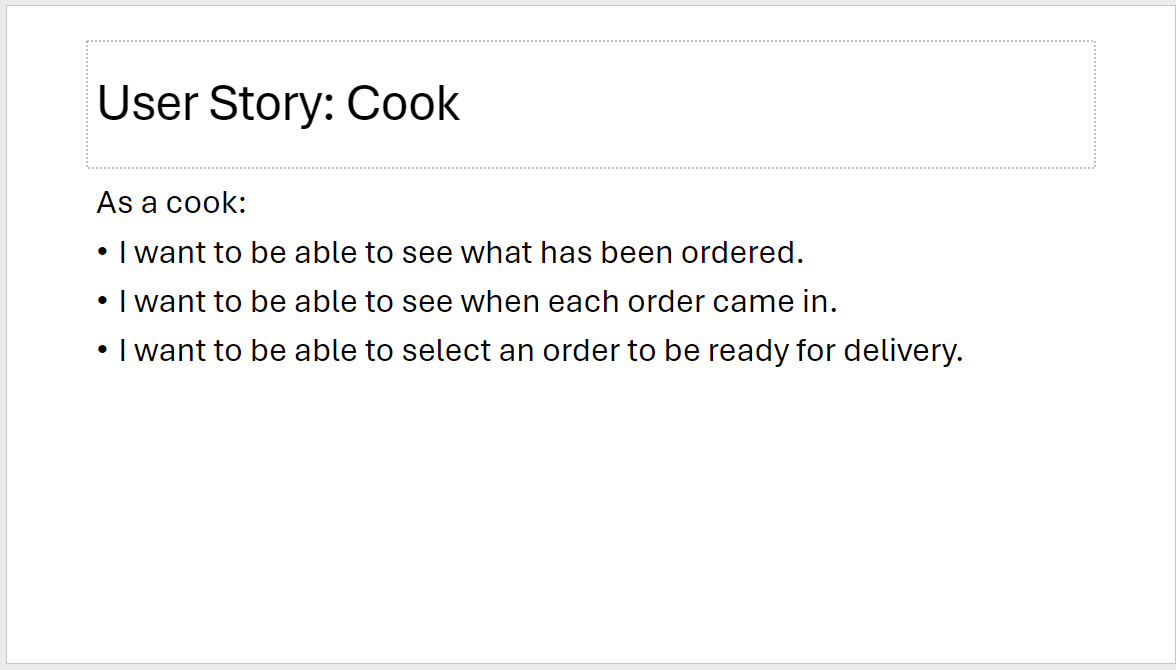 User Story: Cook
As a cook:
• I want to be able to see what has been ordered.
• I want to be able to see when each order came in.
• I want to be able to select an order to be ready for delivery.